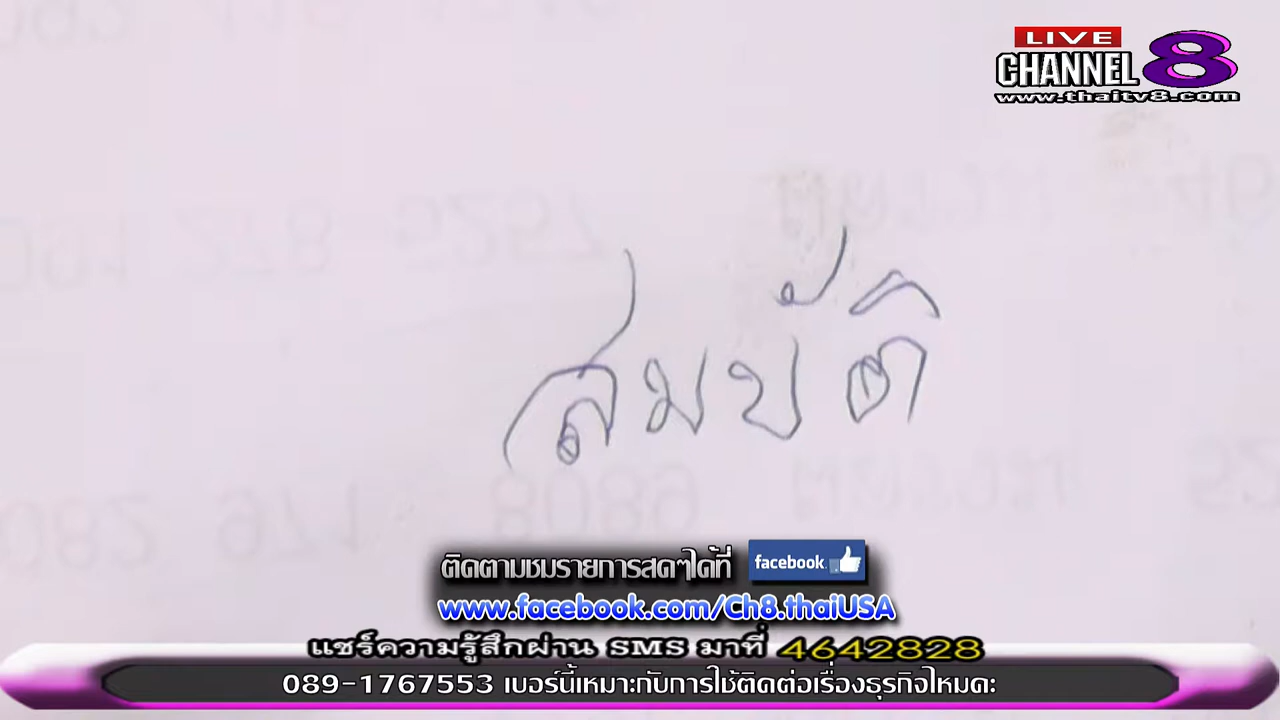 LIVE
CHANNEL 8
www.thaitv8.com
สมบัติ
ติดตามชมรายการสดๆได้ที่ facebook
www.facebook.com/Ch8.thaiUSA
แชร์ความรู้สึกผ่าน SMS มาที่ 4642828
089-1767553 เบอร์นี้เหมาะกับการใช้ติดต่อเรื่องธุรกิจไหมคะ